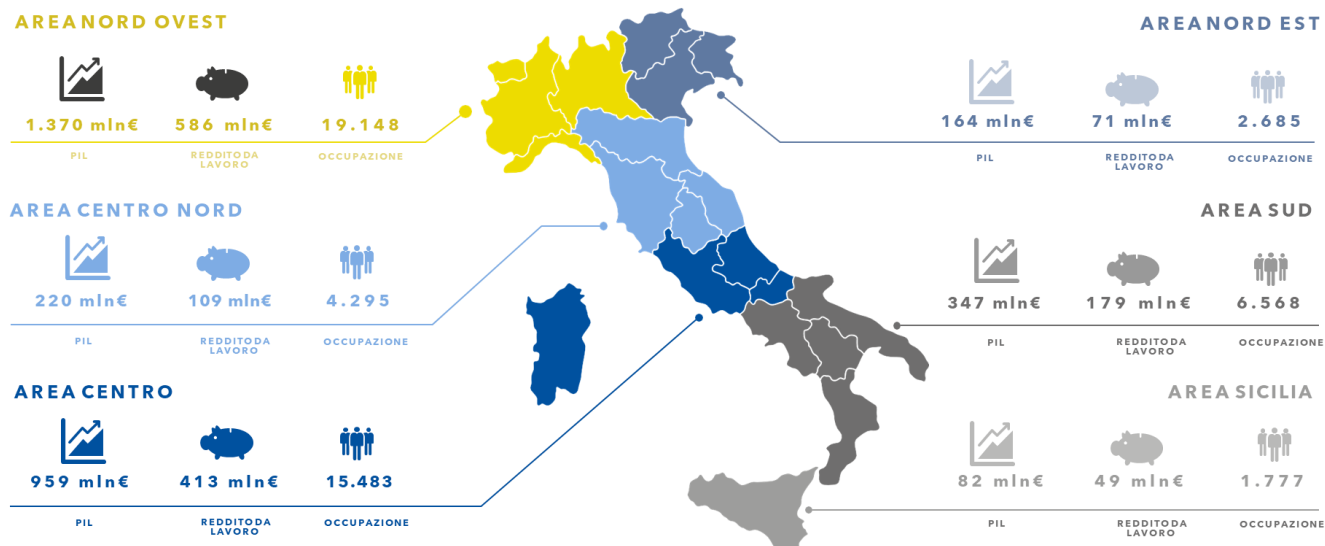 AREA NORD OVEST
1.370 mln€ 586 mln€ 19.148
PIL REDDITO DA LAVORO OCCUPAZIONE
AREA CENTRO NORD
220 mln€ 109 mln€ 4.295
PIL REDDITO DA LAVORO OCCUPAZIONE
AREA CENTRO
959 mln€ 413 mln€ 15.483
PIL REDDITO DA LAVORO OCCUPAZIONE
AREA NORD EST
164 mln€ 71 mln€ 2.685
PIL REDDITO DA LAVORO OCCUPAZIONE
AREA SUD
347 mln€ 179 mln€ 6.568
PIL REDDITO DA LAVORO OCCUPAZIONE
AREA SICILIA
82 mln€ 49 mln€ 1.777
PIL REDDITO DA LAVORO OCCUPAZIONE